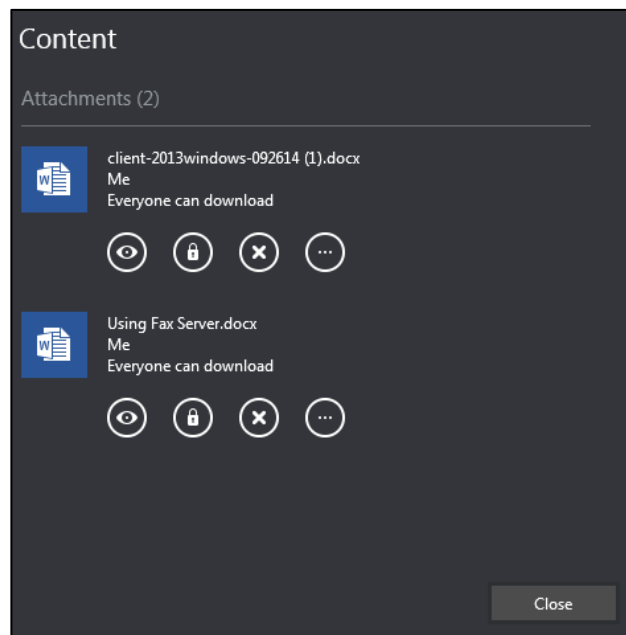 Content
Attachments (2)
client-2013windows-092614 (1).docx
Me
Everyone can download
Using Fax Server.docx
Me
Everyone can download
Close